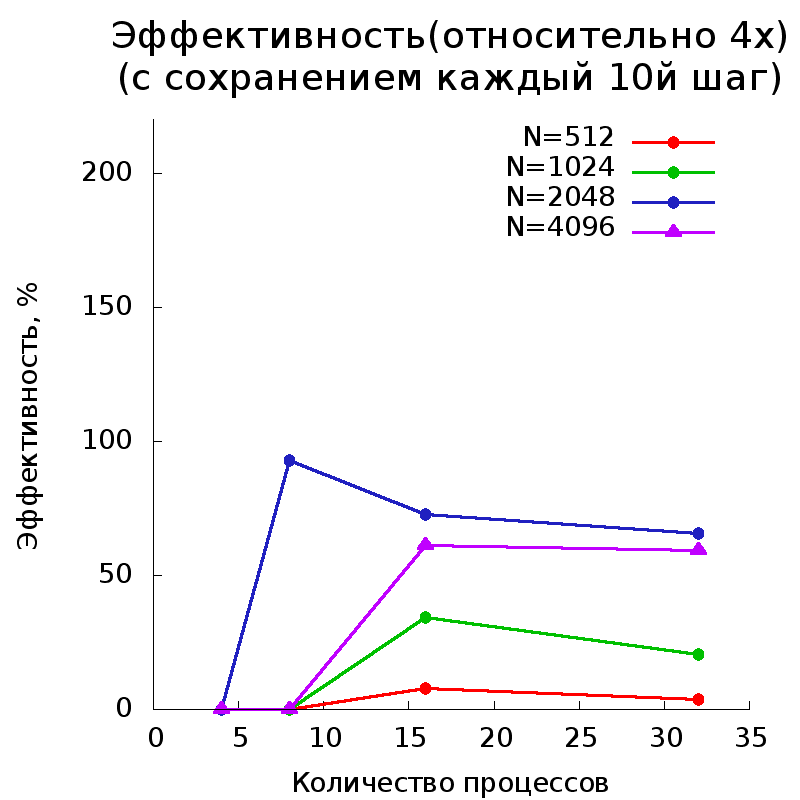 Эффективность(относительно 4x)
(с сохранением каждый 10й шаг)
N=512
N=1024
N=2048
N=4096
200
150
100
50
0
Эффективность, %
0 5 10 15 20 25 30 35
Количество процессов